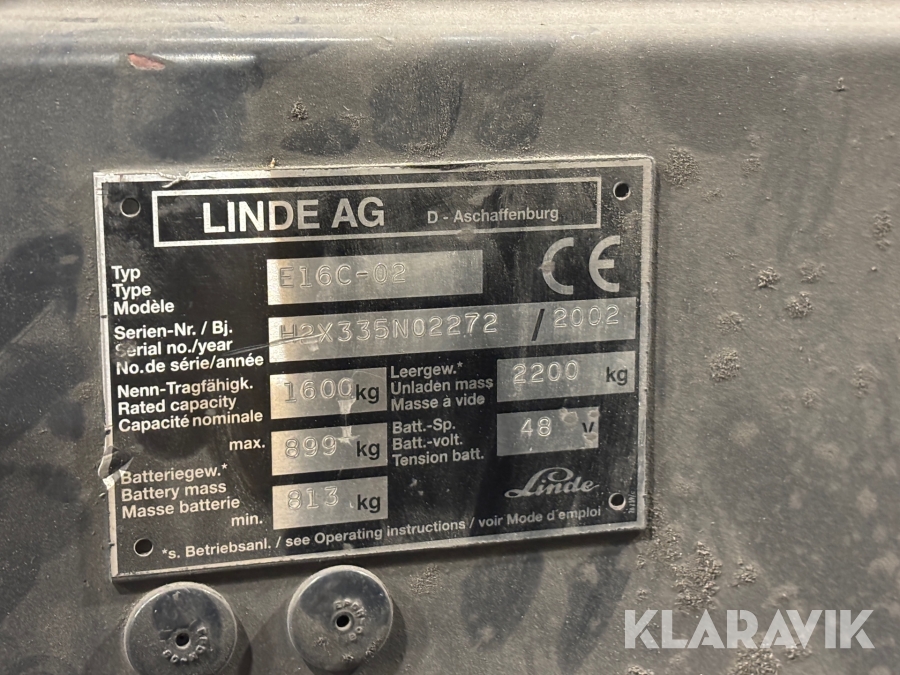 LINDE AG D - Aschaffenburg
Typ
Type
Modèle
E16C-02
CE
Serien-Nr. / Bj.
Serial no./year
No.de série/année
H2X335N02272 / 2002
Nenn-Tragfähigk.
Rated capacity
Capacité nominale
1600 kg
Leergew.*
Unladen mass
Masse à vide
2200 kg
max. 899 kg
Batt.-Sp.
Batt.-volt.
Tension batt.
48 V
Batteriegew.*
Battery mass
Masse batterie
min. 813 kg
Linde
*s. Betriebsanl. / see Operating instructions / voir Mode d'emploi
KLARAVIK